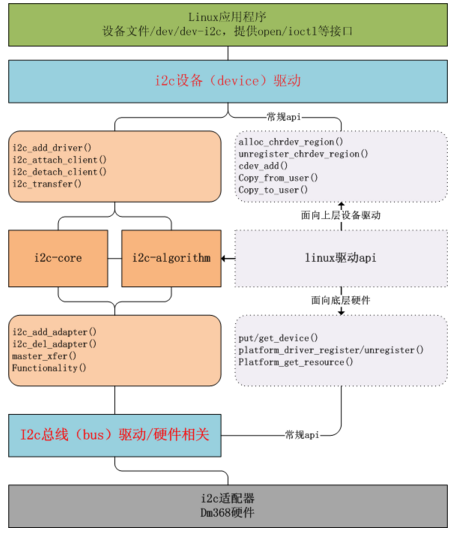 Linux应用程序
设备文件/dev/dev-i2c，提供open/ioctl等接口
i2c设备（device）驱动
常规api
i2c_add_driver()
i2c_attach_client()
i2c_detach_client()
i2c_transfer()
alloc_chrdev_region()
unregister_chrdev_region()
cdev_add()
Copy_from_user()
Copy_to_user()
面向上层设备驱动
i2c-core
i2c-algorithm
linux驱动api
面向底层硬件
i2c_add_adapter()
i2c_del_adapter()
master_xfer()
Functionality()
put/get_device()
platform_driver_register/unregister()
Platform_get_resource()
I2c总线（bus）驱动/硬件相关
常规api
i2c适配器
Dm368硬件